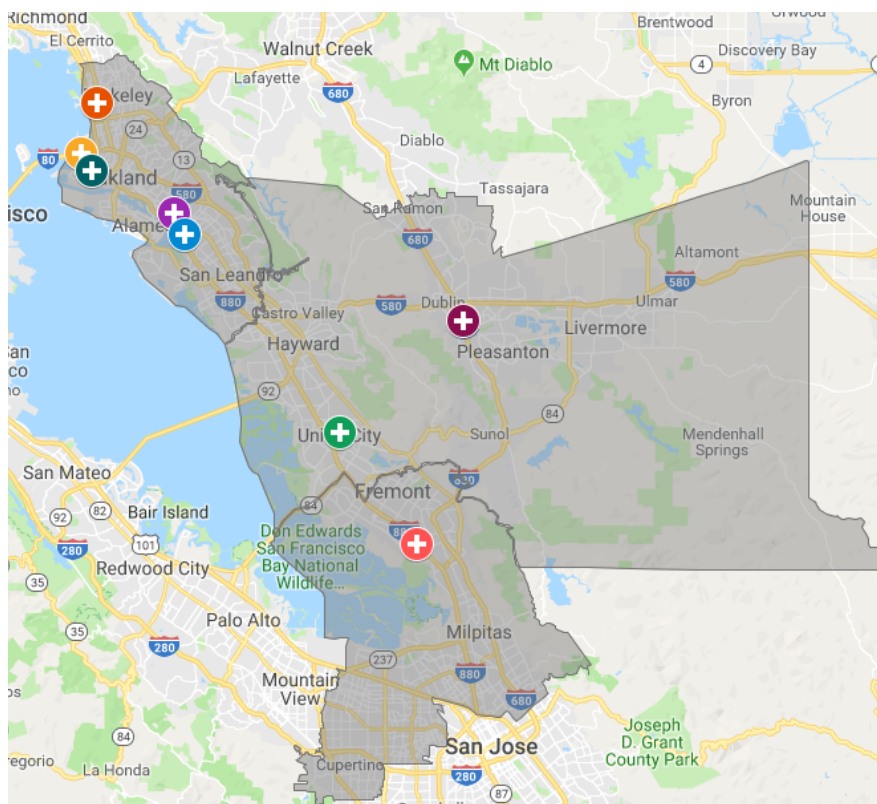 Richmond
El Cerrito
Walnut Creek
Brentwood
Discovery Bay
Mt Diablo
4
Lafayette
680
Byron
keley
24
Diablo
80
13
kland
580
Tassajara
Mountain
House
isco
San Ramon
Alame
680
Altamont
San Leandro
580
880
580
Dublin
Ulmar
Castro Valley
Livermore
Hayward
Pleasanton
an
co
no
92
84
Union City
Sunol
Mendenhall
Springs
San Mateo
680
Fremont
84
92
82
Bair Island
880
Don Edwards
San Francisco
Bay National
Wildlife...
101
280
Redwood City
35
Palo Alto
35
Milpitas
280
237
880
Mountain
View
680
os
84
Joseph
D. Grant
County Park
San Jose
regorio
La Honda
Cupertino
280
87